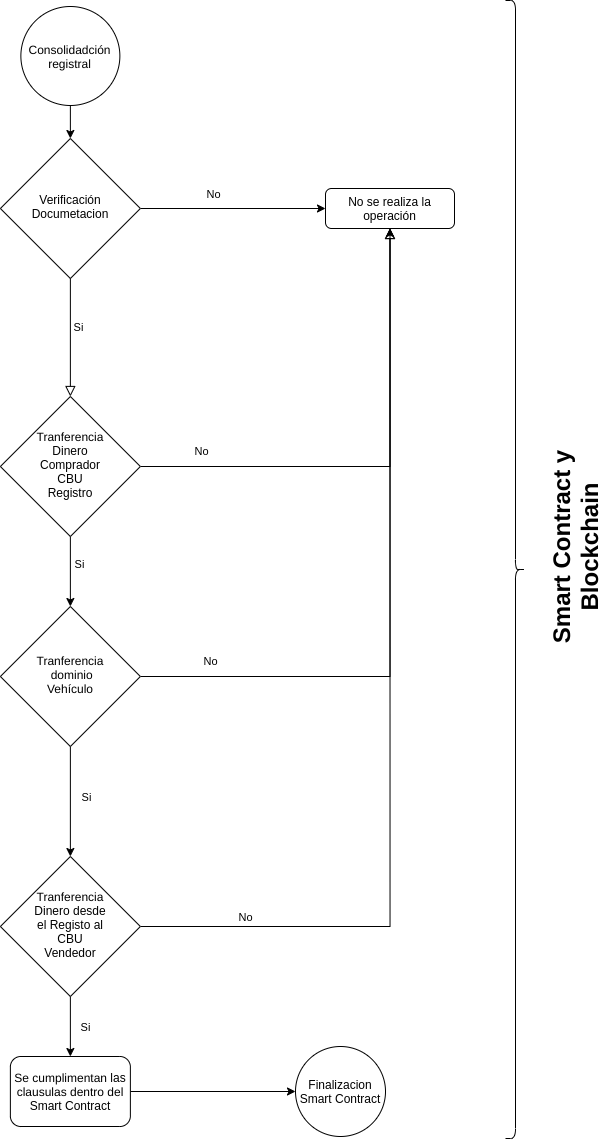 Consolidadción
registral
Verificación
Documetacion
No
No se realiza la
operación
Si
Tranferencia
Dinero
Comprador
CBU
Registro
No
Si
Tranferencia
dominio
Vehículo
No
Si
Tranferencia
Dinero desde
el Registo al
CBU
Vendedor
No
Si
Se cumplimentan las
clausulas dentro del
Smart Contract
Finalizacion
Smart Contract
Smart Contract y
Blockchain